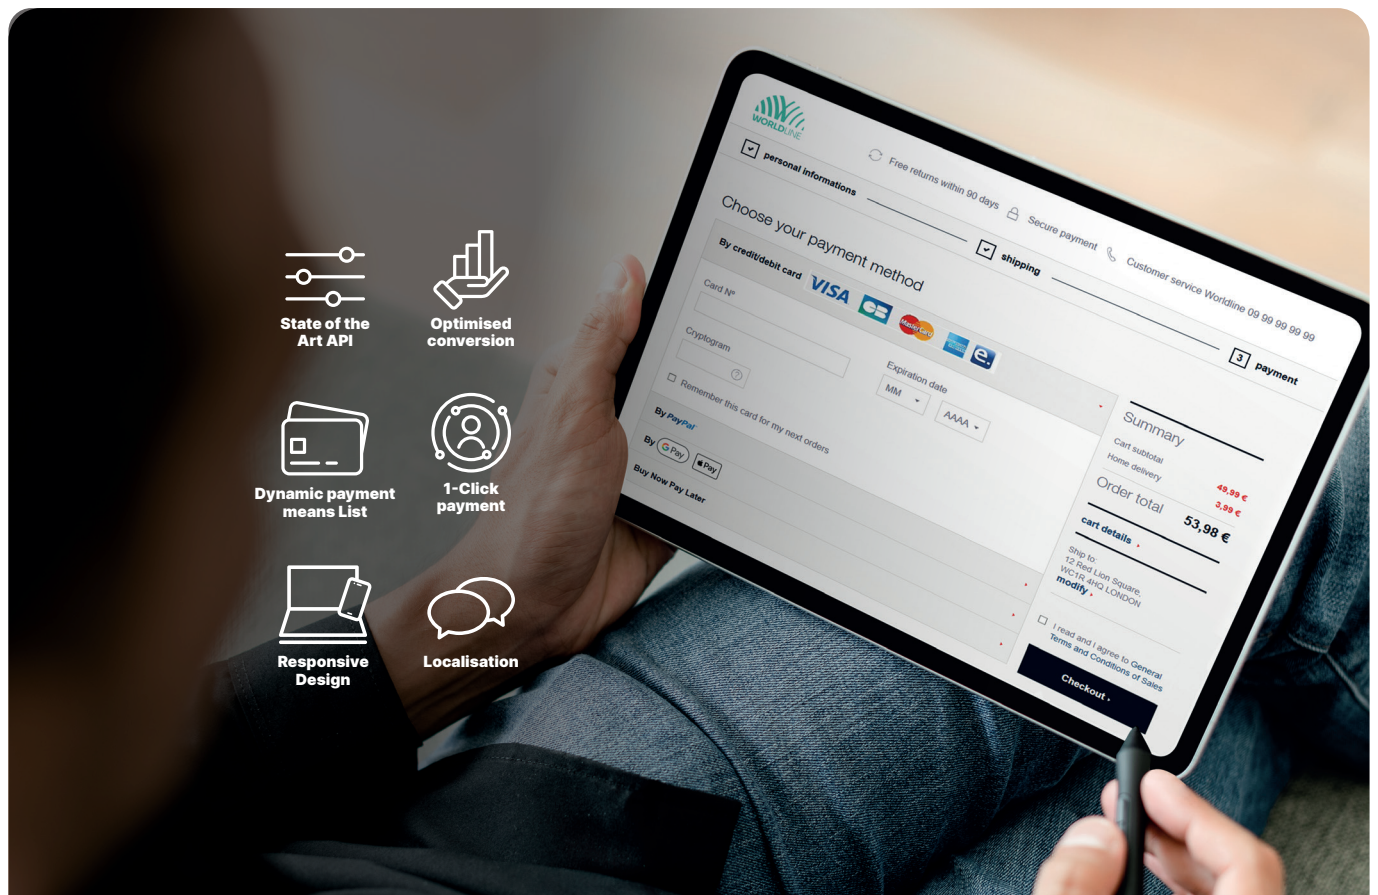 State of the
Art API
Optimised
conversion
Dynamic payment
means List
1-Click
payment
Responsive
Design
Localisation
WORLDLINE
Free returns within 90 days
Secure payment
Customer service Worldline 09 99 99 99 99
personal informations
shipping
3 payment
Choose your payment method
By credit/debit card VISA CB MasterCard e.
Card N°
Cryptogram
?
Expiration date
MM
AAAA
Remember this card for my next orders
By PayPal
By G Pay Pay
Buy Now Pay Later
Summary
Cart subtotal
49,99 €
Home delivery
3,99 €
Order total
53,98 €
cart details
Ship to:
12 Red Lion Square,
WC1R 4HQ LONDON
modify
I read and I agree to General
Terms and Conditions of Sales
Checkout